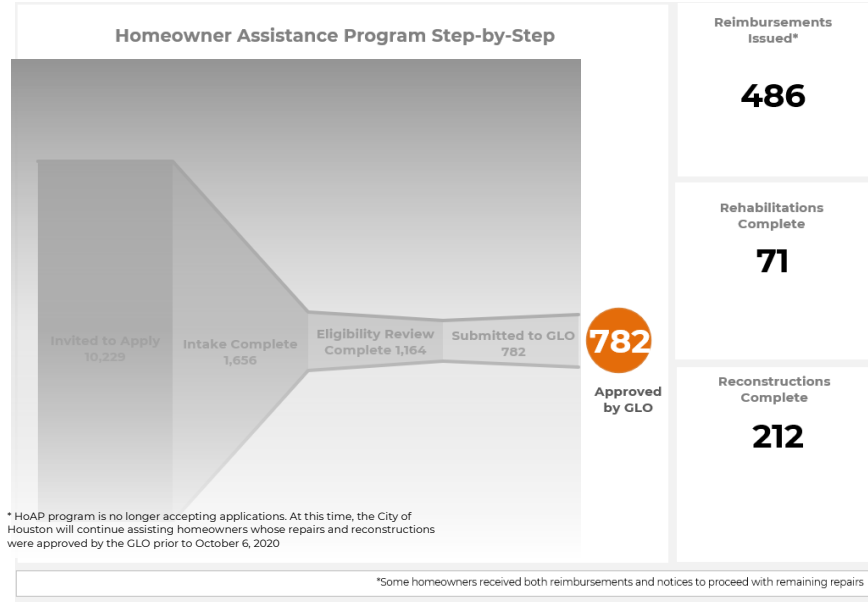 Homeowner Assistance Program Step-by-Step
Invited to Apply
10,229
Intake Complete
1,656
Eligibility Review
Complete 1,164
Submitted to GLO
782
782
Approved
by GLO
* HoAP program is no longer accepting applications. At this time, the City of
Houston will continue assisting homeowners whose repairs and reconstructions
were approved by the GLO prior to October 6, 2020
Reimbursements
Issued*
486
Rehabilitations
Complete
71
Reconstructions
Complete
212
*Some homeowners received both reimbursements and notices to proceed with remaining repairs